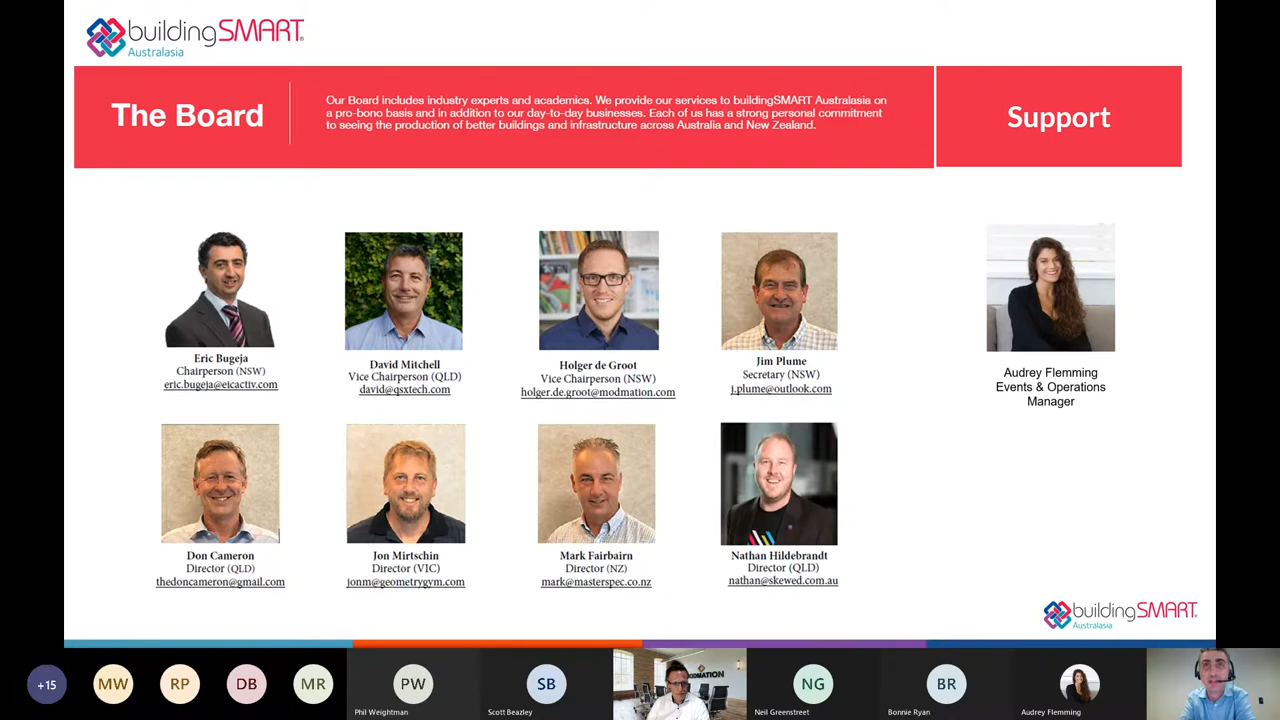 buildingSMART
Australasia
The Board
Our Board includes industry experts and academics. We provide our services to buildingSMART Australasia on
a pro-bono basis and in addition to our day-to-day businesses. Each of us has a strong personal commitment
to seeing the production of better buildings and infrastructure across Australia and New Zealand.
Support
Eric Bugeja
Chairperson (NSW)
eric.bugeja@eicactiv.com
David Mitchell
Vice Chairperson (QLD)
david@qsxtech.com
Holger de Groot
Vice Chairperson (NSW)
holger.de.groot@modmation.com
Jim Plume
Secretary (NSW)
j.plume@outlook.com
Audrey Flemming
Events & Operations
Manager
Don Cameron
Director (QLD)
thedoncameron@gmail.com
Jon Mirtschin
Director (VIC)
jonm@geometrygym.com
Mark Fairbairn
Director (NZ)
mark@masterspec.co.nz
Nathan Hildebrandt
Director (QLD)
nathan@skewed.com.au
buildingSMART
Australasia
+15
MW
RP
DB
MR
PW
Phil Weightman
SB
Scott Beazley
NG
Neil Greenstreet
BR
Bonnie Ryan
Audrey Flemming